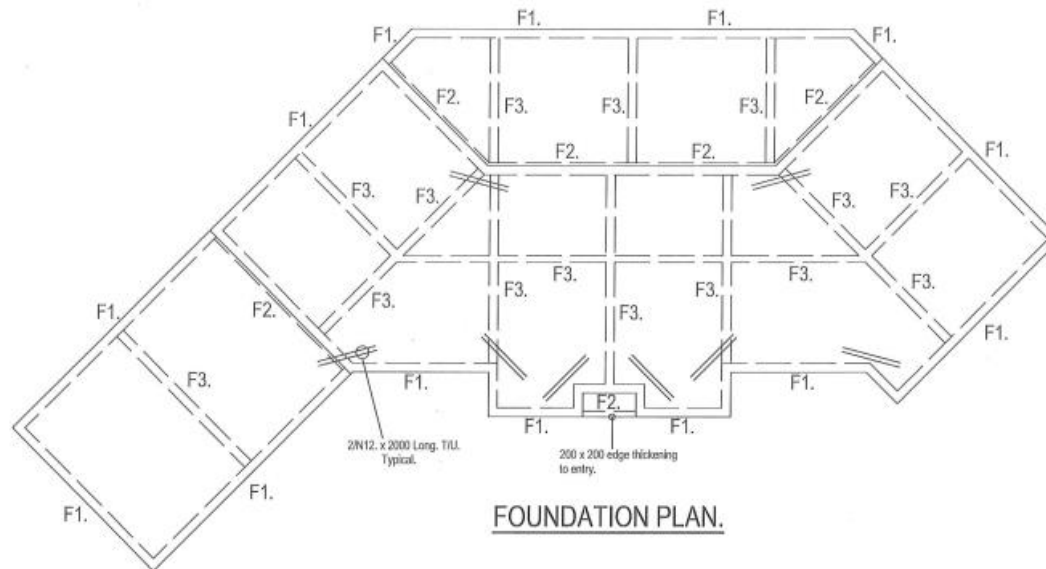 F1. F1.
F1. F1.
F2. F3. F3. F3. F2.
F1. F2. F2. F1.
F3. F3. F3. F3.
F3. F3.
F1. F2. F3. F3. F3. F3. F3. F1.
F3. F1. F1.
F2.
F1. F1.
2/N12. x 2000 Long. T/U.
Typical.
200 x 200 edge thickening
to entry.
F1. F1.
FOUNDATION PLAN.